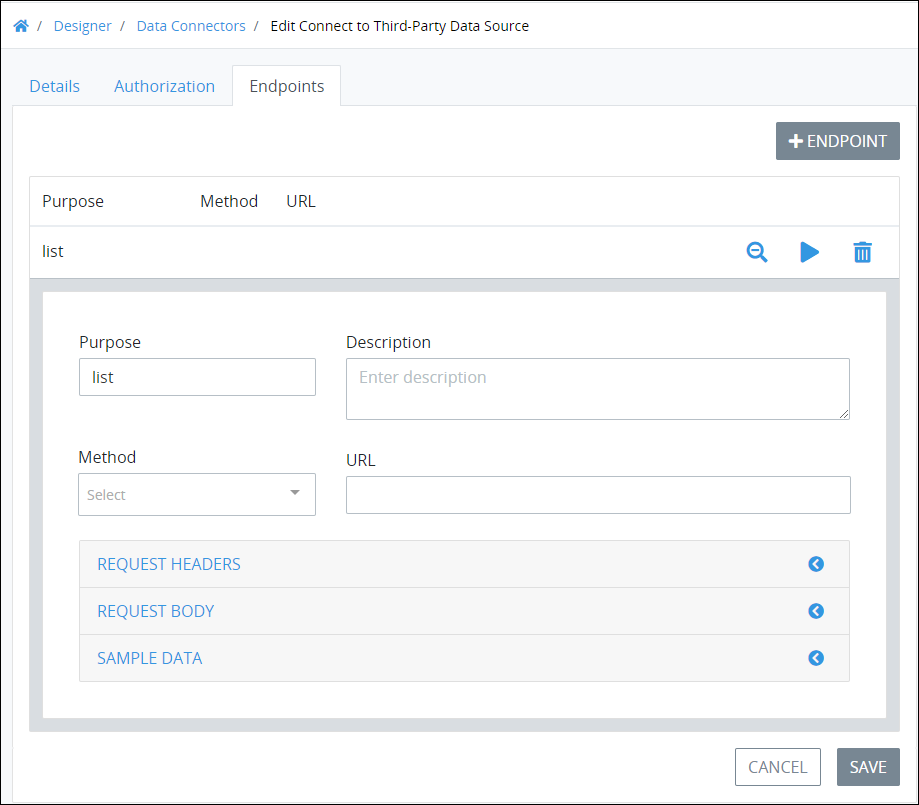 / Designer / Data Connectors / Edit Connect to Third-Party Data Source
Details Authorization Endpoints
+ ENDPOINT
Purpose Method URL
list
Purpose Description
list Enter description
Method URL
Select
REQUEST HEADERS
REQUEST BODY
SAMPLE DATA
CANCEL SAVE